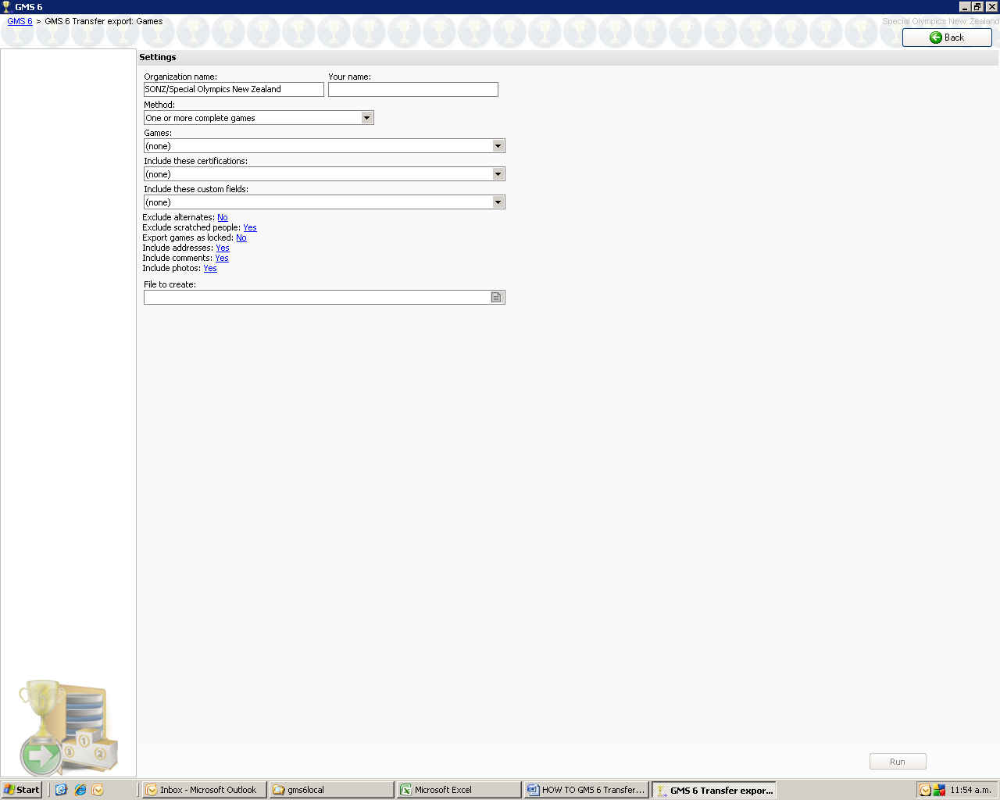 GMS 6
GMS 6 > GMS 6 Transfer export: Games
Special Olympics New Zealand
Back
Settings
Organization name: Your name:
SONZ/Special Olympics New Zealand
Method:
One or more complete games
Games:
(none)
Include these certifications:
(none)
Include these custom fields:
(none)
Exclude alternates: No
Exclude scratched people: Yes
Export games as locked: No
Include addresses: Yes
Include comments: Yes
Include photos: Yes
File to create:
1
3 2
Run
Start Inbox - Microsoft Outlook gms6local Microsoft Excel HOW TO GMS 6 Transfer... GMS 6 Transfer expor... 11:54 a.m.